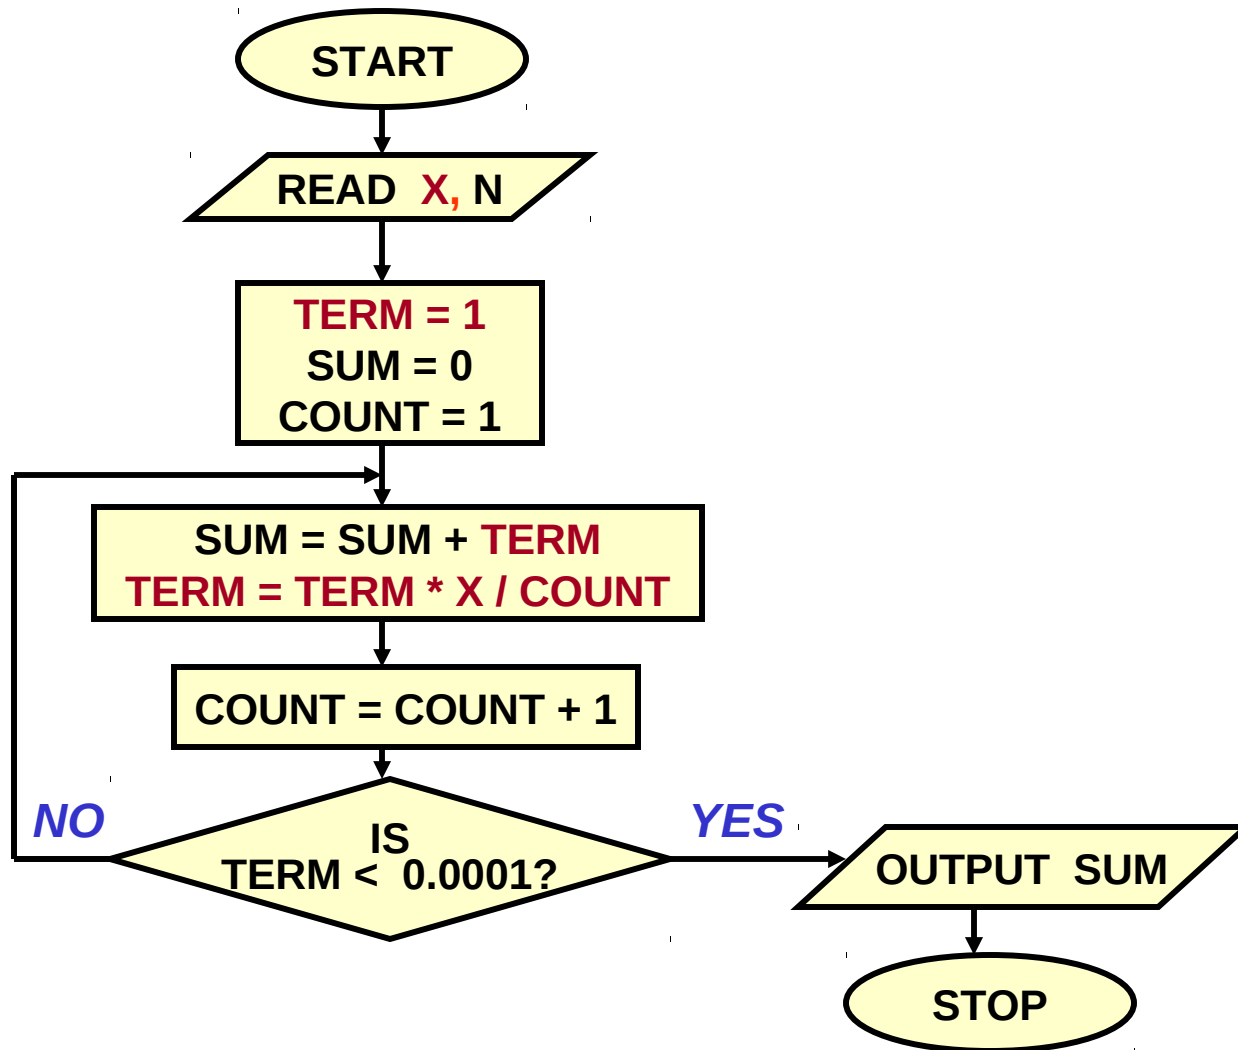 START
READ X, N
TERM = 1
SUM = 0
COUNT = 1
SUM = SUM + TERM
TERM = TERM * X / COUNT
COUNT = COUNT + 1
NO
IS
TERM < 0.0001?
YES
OUTPUT SUM
STOP